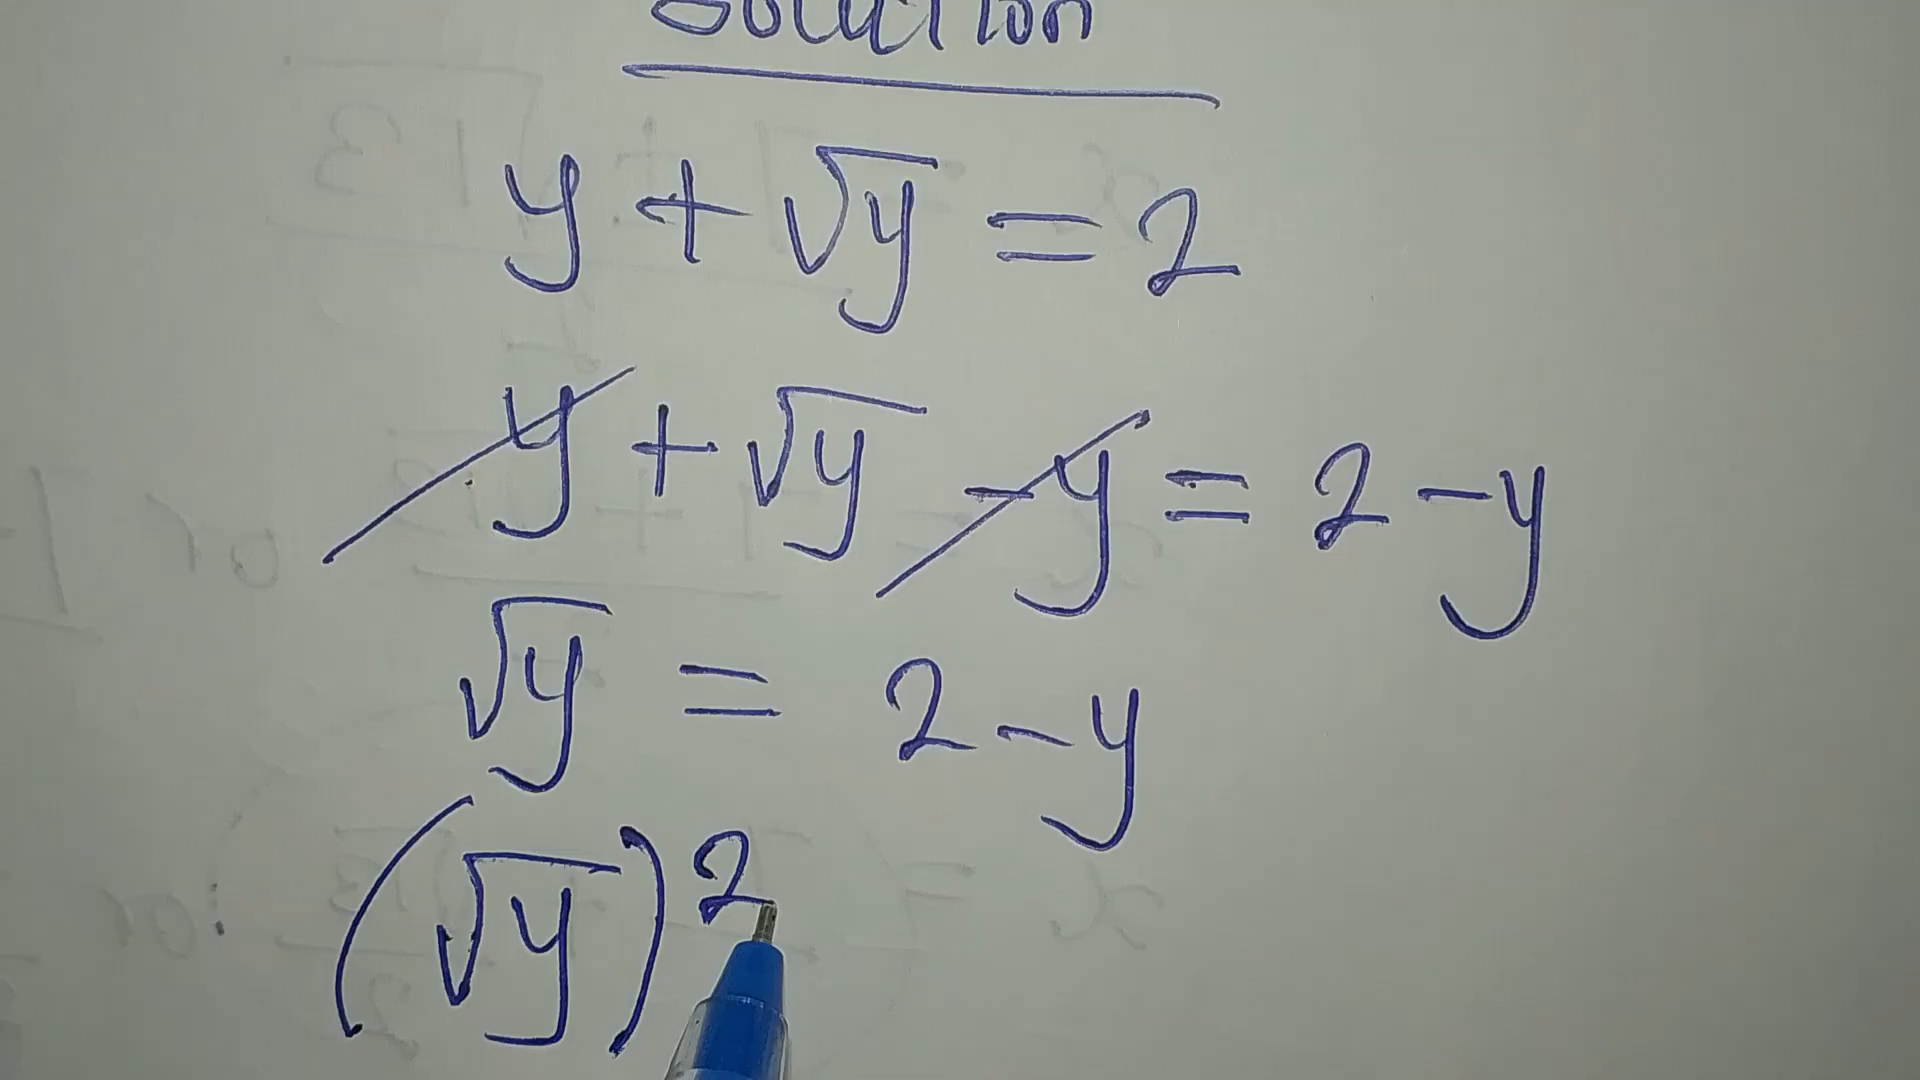 Solution
y + √y = 2
y + √y - y = 2 - y
√y = 2 - y
(√y)²